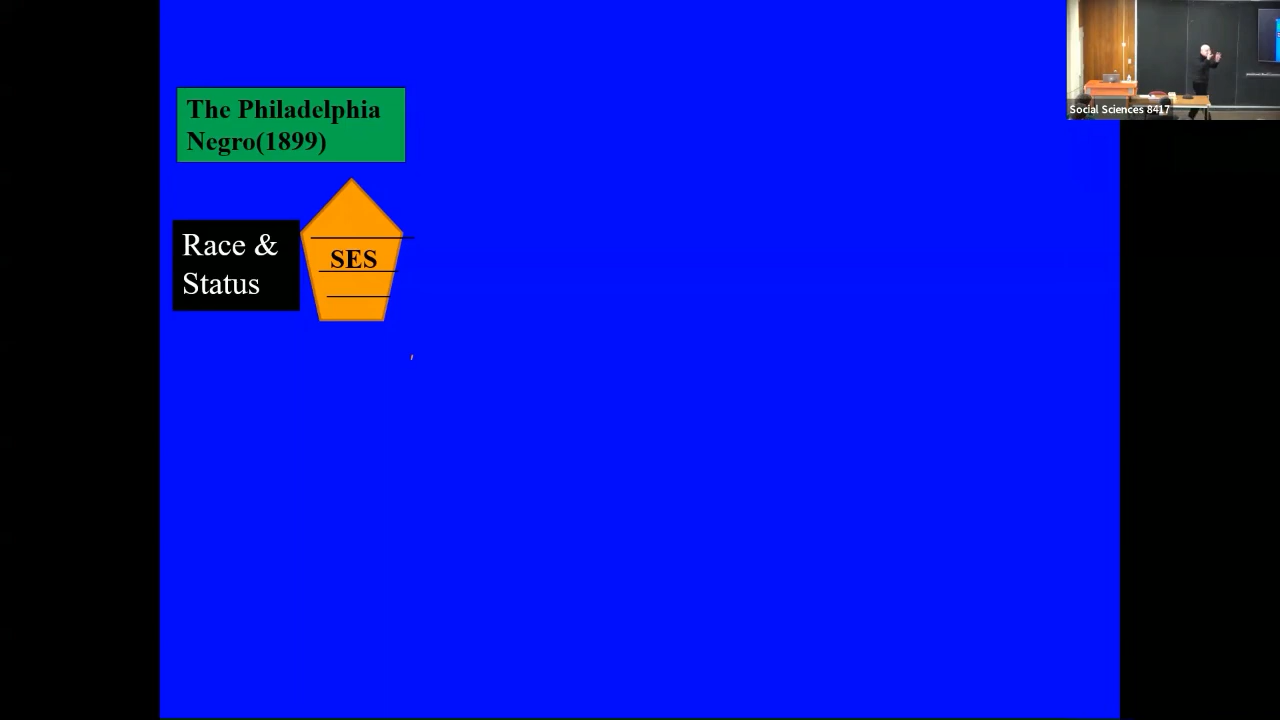 The Philadelphia
Negro(1899)
Race &
Status
SES
Social Sciences 8417